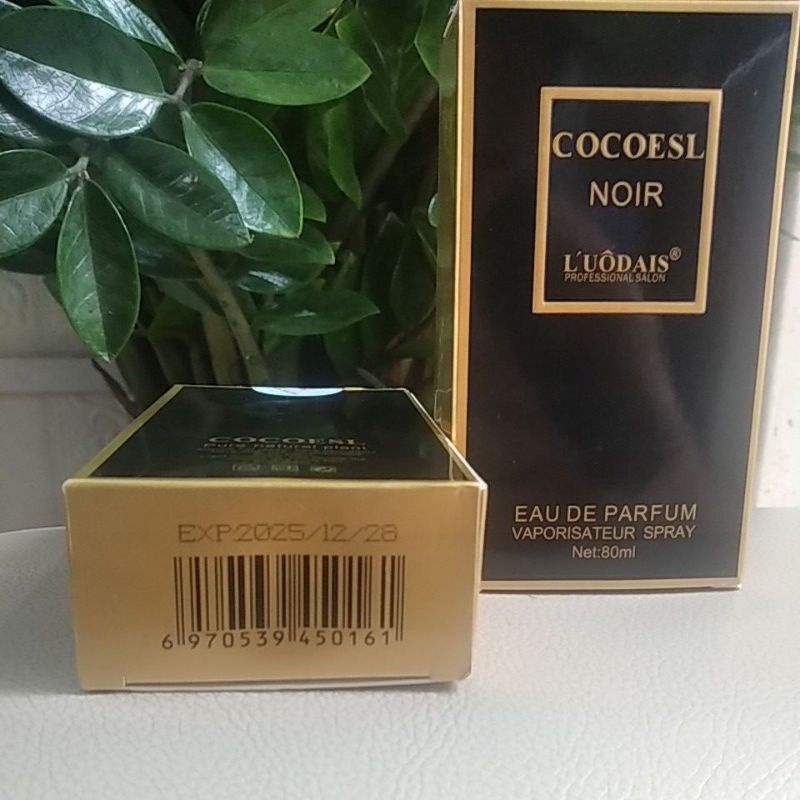 COCOESL
NOIR
L'UÔDAIS®
PROFESSIONAL SALON
EAU DE PARFUM
VAPORISATEUR SPRAY
Net:80ml
COCOESL
Pure natural plant
EXP:2025/12/28
6 970539 450161